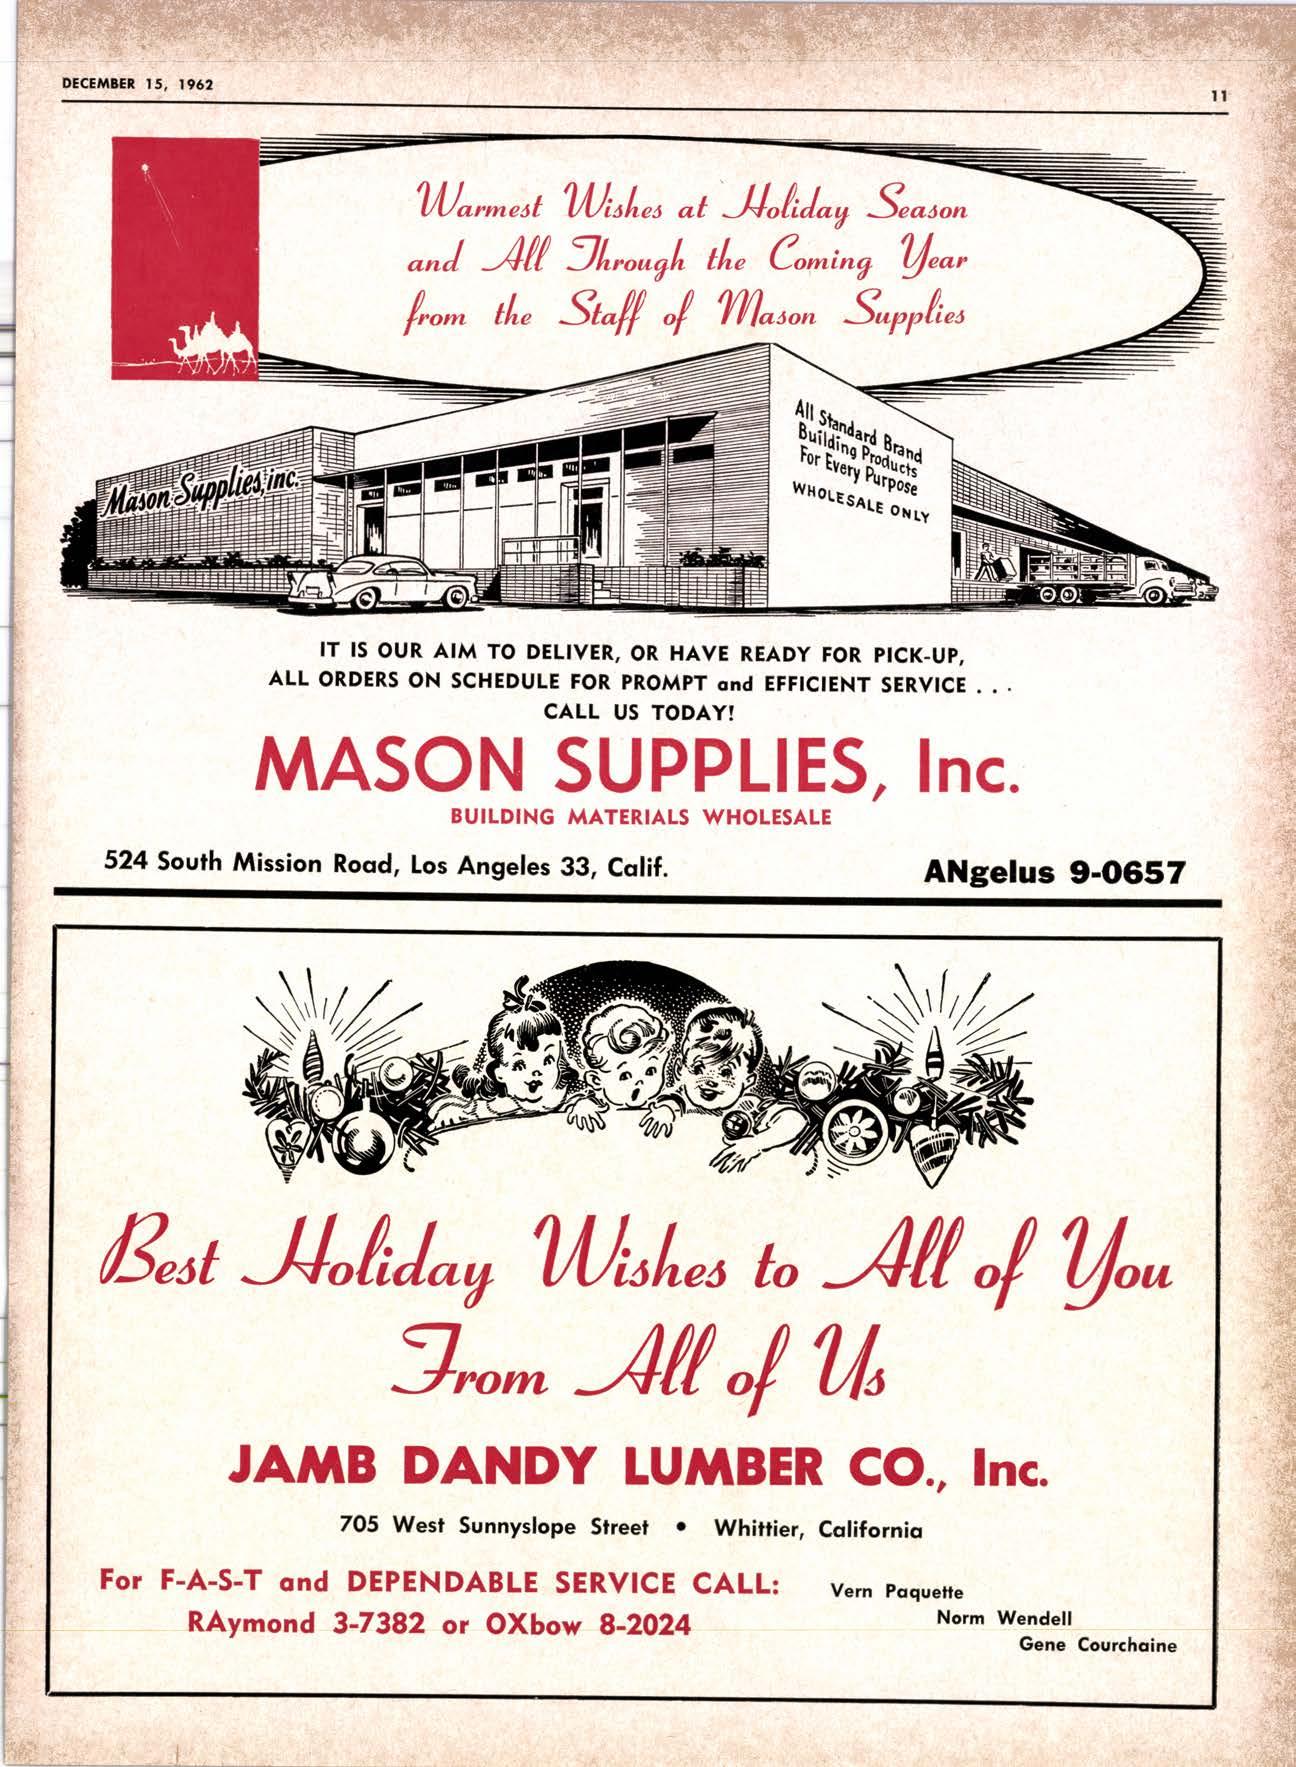 DECEMBER 15, 1962
11
Warmest Wishes at Holiday Season
and All Through the Coming Year
from the Staff of Mason Supplies
Mason Supplies, inc.
All Standard Brand
Building Products
For Every Purpose
WHOLESALE ONLY
IT IS OUR AIM TO DELIVER, OR HAVE READY FOR PICK-UP,
ALL ORDERS ON SCHEDULE FOR PROMPT and EFFICIENT SERVICE . . .
CALL US TODAY!
MASON SUPPLIES, Inc.
BUILDING MATERIALS WHOLESALE
524 South Mission Road, Los Angeles 33, Calif.
ANgelus 9-0657
Best Holiday Wishes to All of You
From All of Us
JAMB DANDY LUMBER CO., Inc.
705 West Sunnyslope Street • Whittier, California
For F-A-S-T and DEPENDABLE SERVICE CALL:
RAymond 3-7382 or OXbow 8-2024
Vern Paquette
Norm Wendell
Gene Courchaine